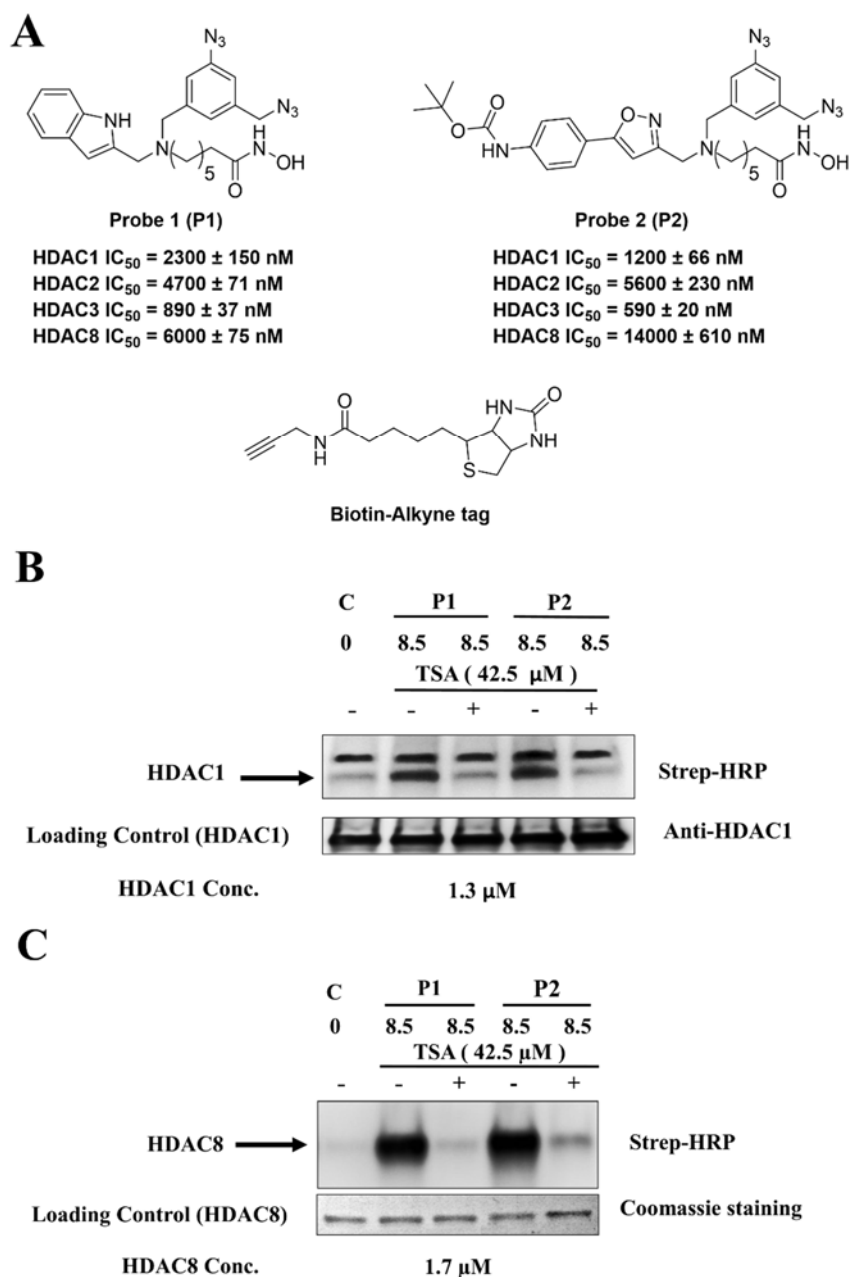 A
N3
N3
N3
N3
H
N
O
O
O N
N
N
H
N
OH
5
O
O
N
H
N
H
N
OH
5
O
Probe 1 (P1)
Probe 2 (P2)
HDAC1 IC50 = 2300 ± 150 nM
HDAC2 IC50 = 4700 ± 71 nM
HDAC3 IC50 = 890 ± 37 nM
HDAC8 IC50 = 6000 ± 75 nM
HDAC1 IC50 = 1200 ± 66 nM
HDAC2 IC50 = 5600 ± 230 nM
HDAC3 IC50 = 590 ± 20 nM
HDAC8 IC50 = 14000 ± 610 nM
O
N
H
HN
O
NH
S
Biotin-Alkyne tag
B
C P1 P2
0 8.5 8.5 8.5 8.5
TSA ( 42.5 μM )
- - + - +
HDAC1
Strep-HRP
Loading Control (HDAC1)
Anti-HDAC1
HDAC1 Conc. 1.3 μM
C
C P1 P2
0 8.5 8.5 8.5 8.5
TSA ( 42.5 μM )
- - + - +
HDAC8
Strep-HRP
Loading Control (HDAC8)
Coomassie staining
HDAC8 Conc. 1.7 μM